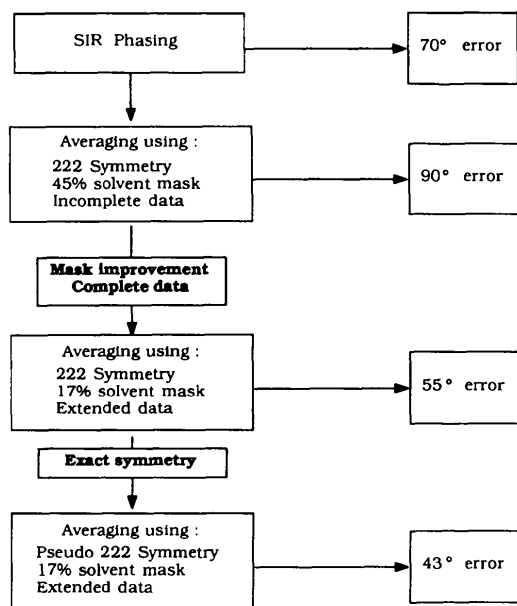 SIR Phasing
70° error
Averaging using :
222 Symmetry
45% solvent mask
Incomplete data
90° error
Mask improvement
Complete data
Averaging using :
222 Symmetry
17% solvent mask
Extended data
55° error
Exact symmetry
Averaging using :
Pseudo 222 Symmetry
17% solvent mask
Extended data
43° error